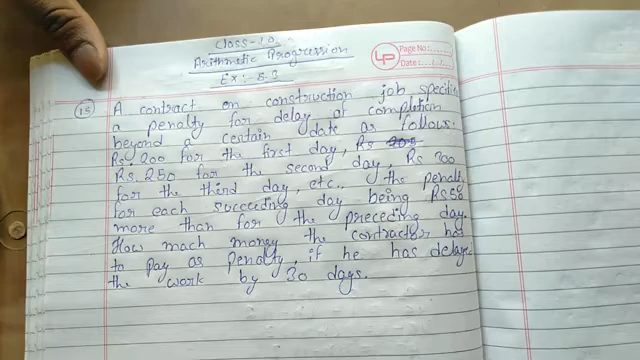 Class-10
Arithmetic Progression
Ex:- 5.3
LP
Page No.:
Date: / /
(15) A contract on construction job specifies
a penalty for delay of completion
beyond a certain date as follows:
Rs. 200 for the first day, Rs
Rs. 250 for the second day, Rs 300
for the third day, etc., the penalty
for each succeeding day being Rs 50
more than for the preceding day.
How much money the contractor has
to pay as penalty, if he has delayed
the work by 30 days.